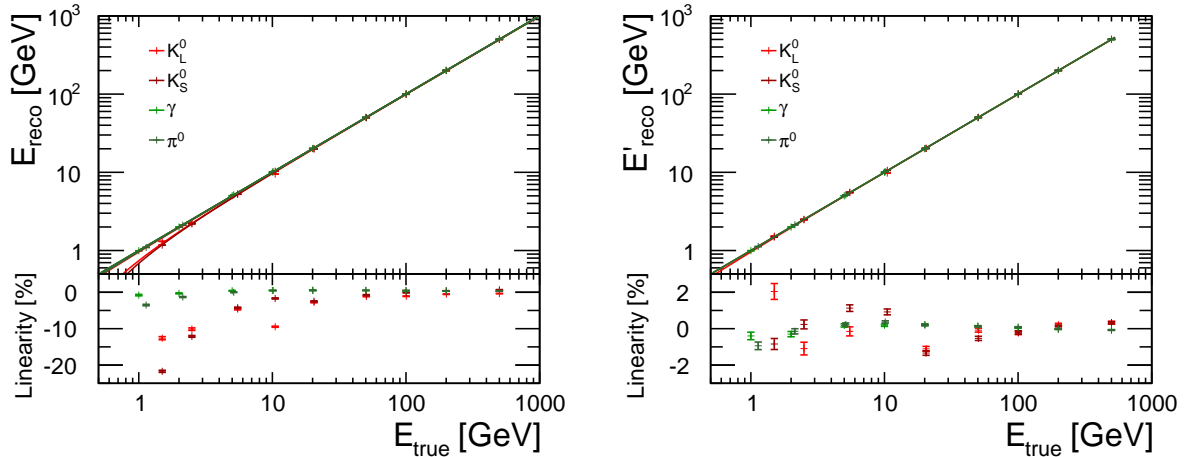 10³
10²
10
1
E_reco [GeV]
K⁰_L
K⁰_S
γ
π⁰
0
-10
-20
Linearity [%]
1 10 100 1000
E_true [GeV]
10³
10²
10
1
E'_reco [GeV]
K⁰_L
K⁰_S
γ
π⁰
2
0
-2
Linearity [%]
1 10 100 1000
E_true [GeV]